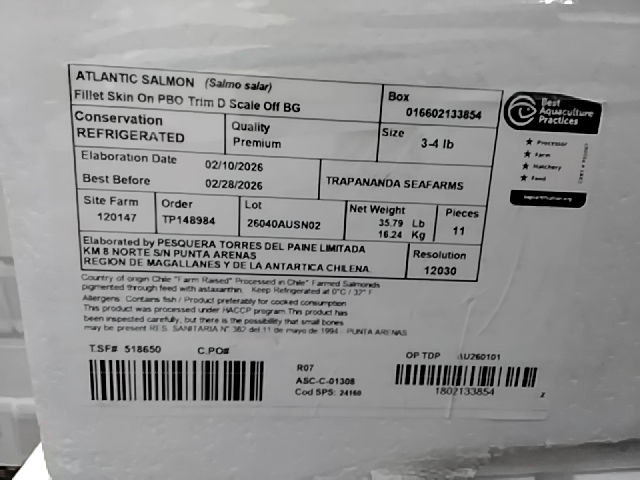 ATLANTIC SALMON (Salmo salar)
Fillet Skin On PBO Trim D Scale Off BG
Box
016602133854
Conservation
REFRIGERATED
Quality
Premium
Size
3-4 lb
Elaboration Date 02/10/2026
Best Before 02/28/2026
TRAPANANDA SEAFARMS
Site Farm
120147
Order
TP148984
Lot
26040AUSN02
Net Weight
35.79 Lb
16.24 Kg
Pieces
11
Elaborated by PESQUERA TORRES DEL PAINE LIMITADA
KM 8 NORTE S/N PUNTA ARENAS
REGION DE MAGALLANES Y DE LA ANTARTICA CHILENA
Resolution
12030
Country of origin Chile "Farm Raised" Processed in Chile Farmed Salmonids
pigmented through feed with astaxanthin. Keep Refrigerated at 0°C / 32° F
Allergens: Contains fish / Product preferably for cooked consumption
This product was processed under HACCP program This product has
been deboned carefully, but there is the possibility that small bones
may be present RES. SANITARIA N° 362 del 11 de mayo de 1994 - PUNTA ARENAS
T.SF# 518650 C.PO#
R07
ASC-C-01308
Cod SPS: 24160
OP TDP AU260101
1802133854
2
Best
Aquaculture
Practices
★ Processor
★ Farm
★ Hatchery
★ Feed
bapcertification.org